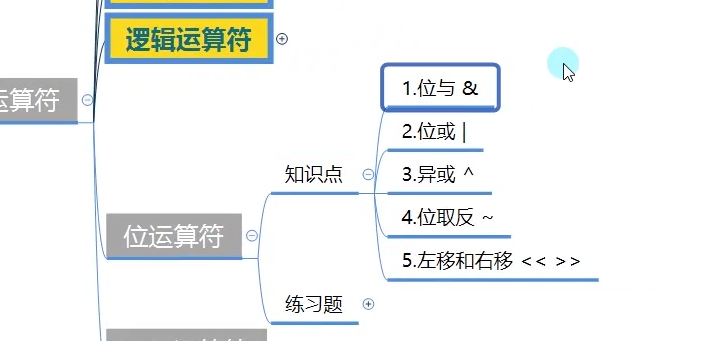 逻辑运算符
运算符
1.位与 &
2.位或 |
知识点
3.异或 ^
4.位取反 ~
位运算符
5.左移和右移 << >>
练习题